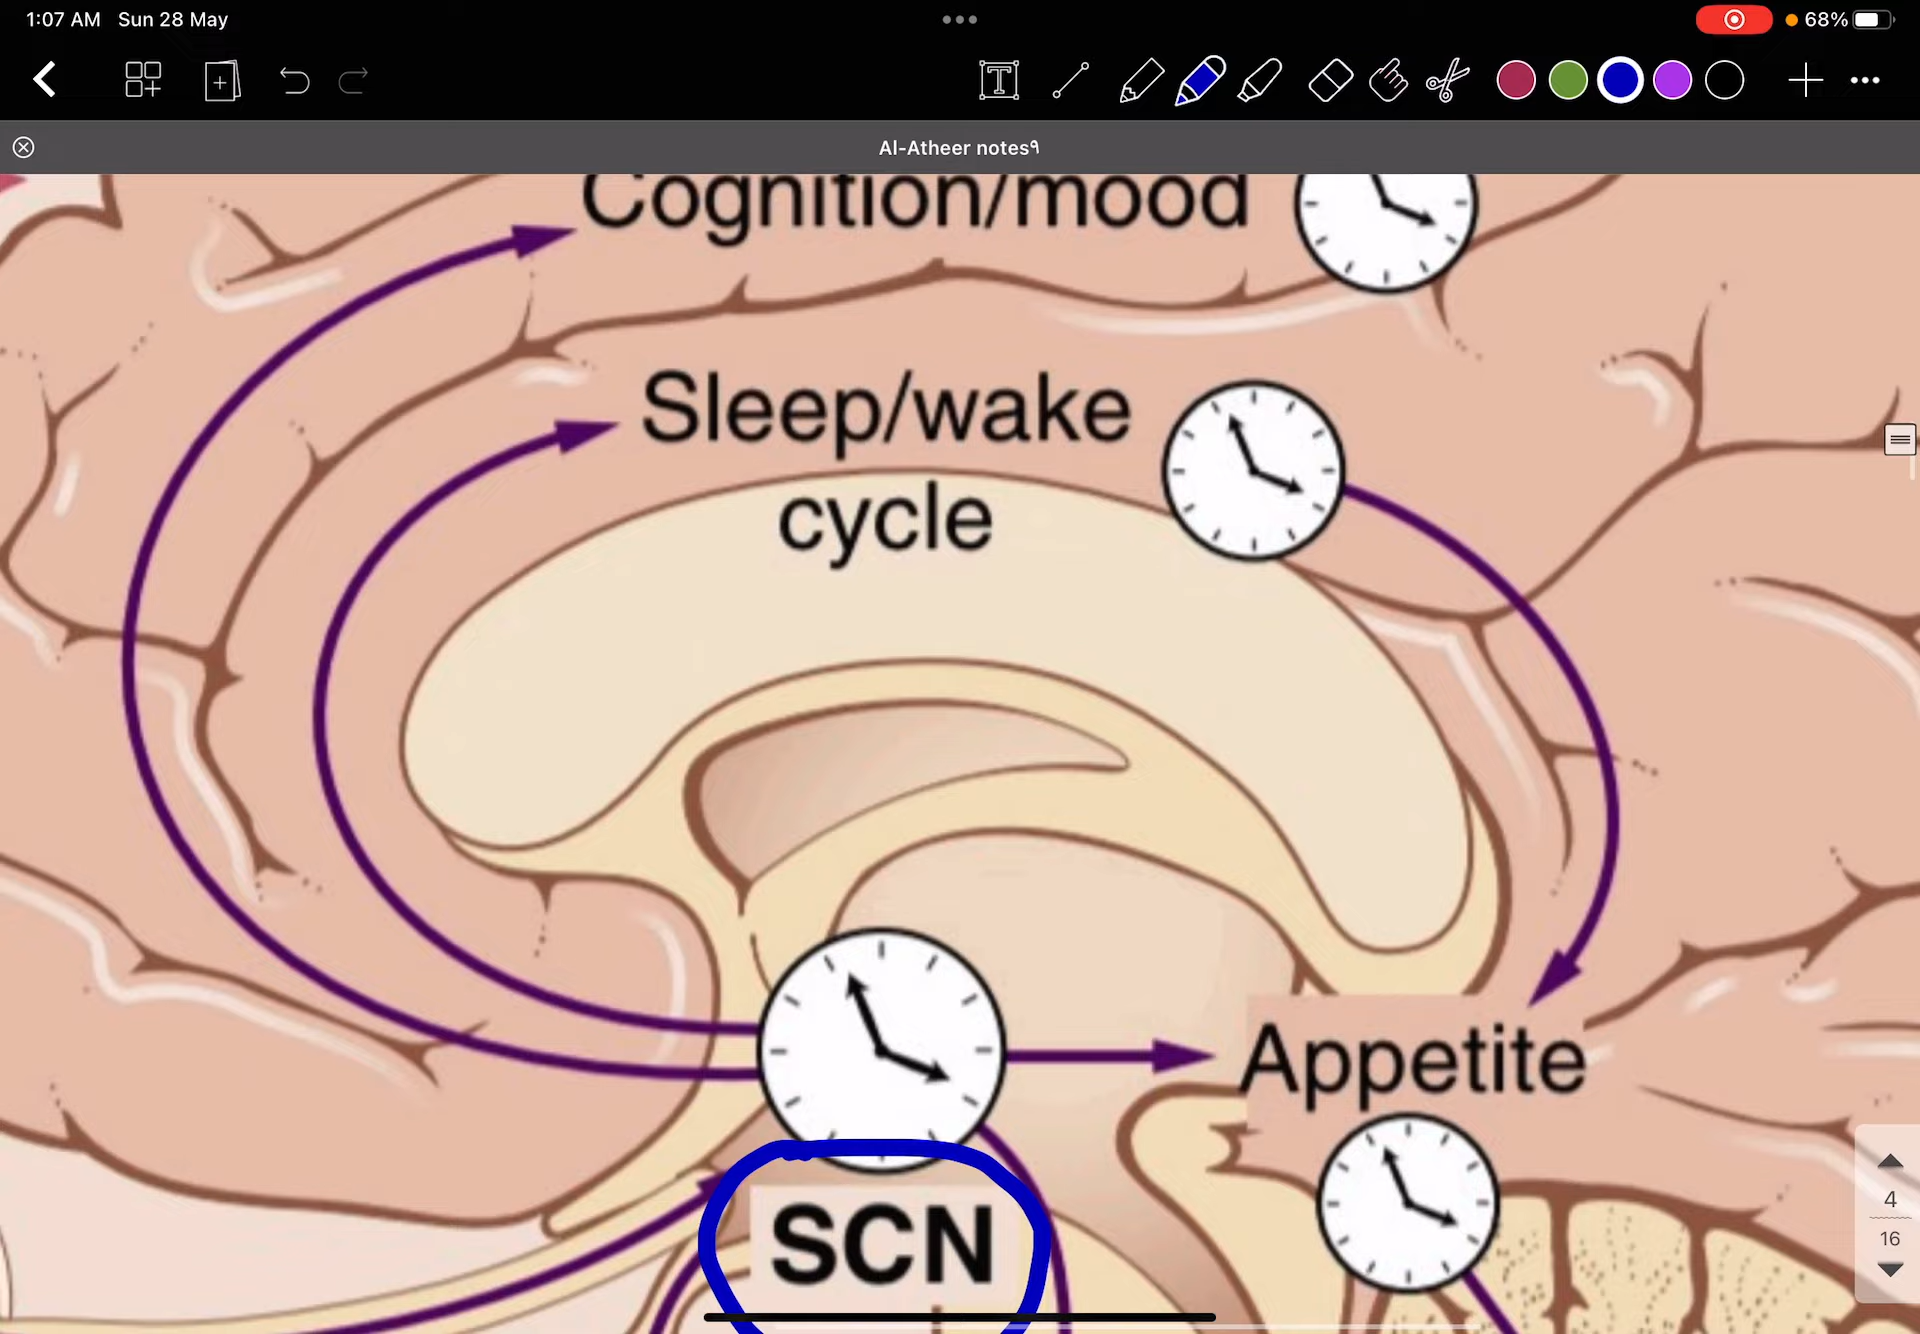 1:07 AM Sun 28 May
68%
Al-Atheer notes٩
Cognition/mood
Sleep/wake
cycle
Appetite
SCN
4
16